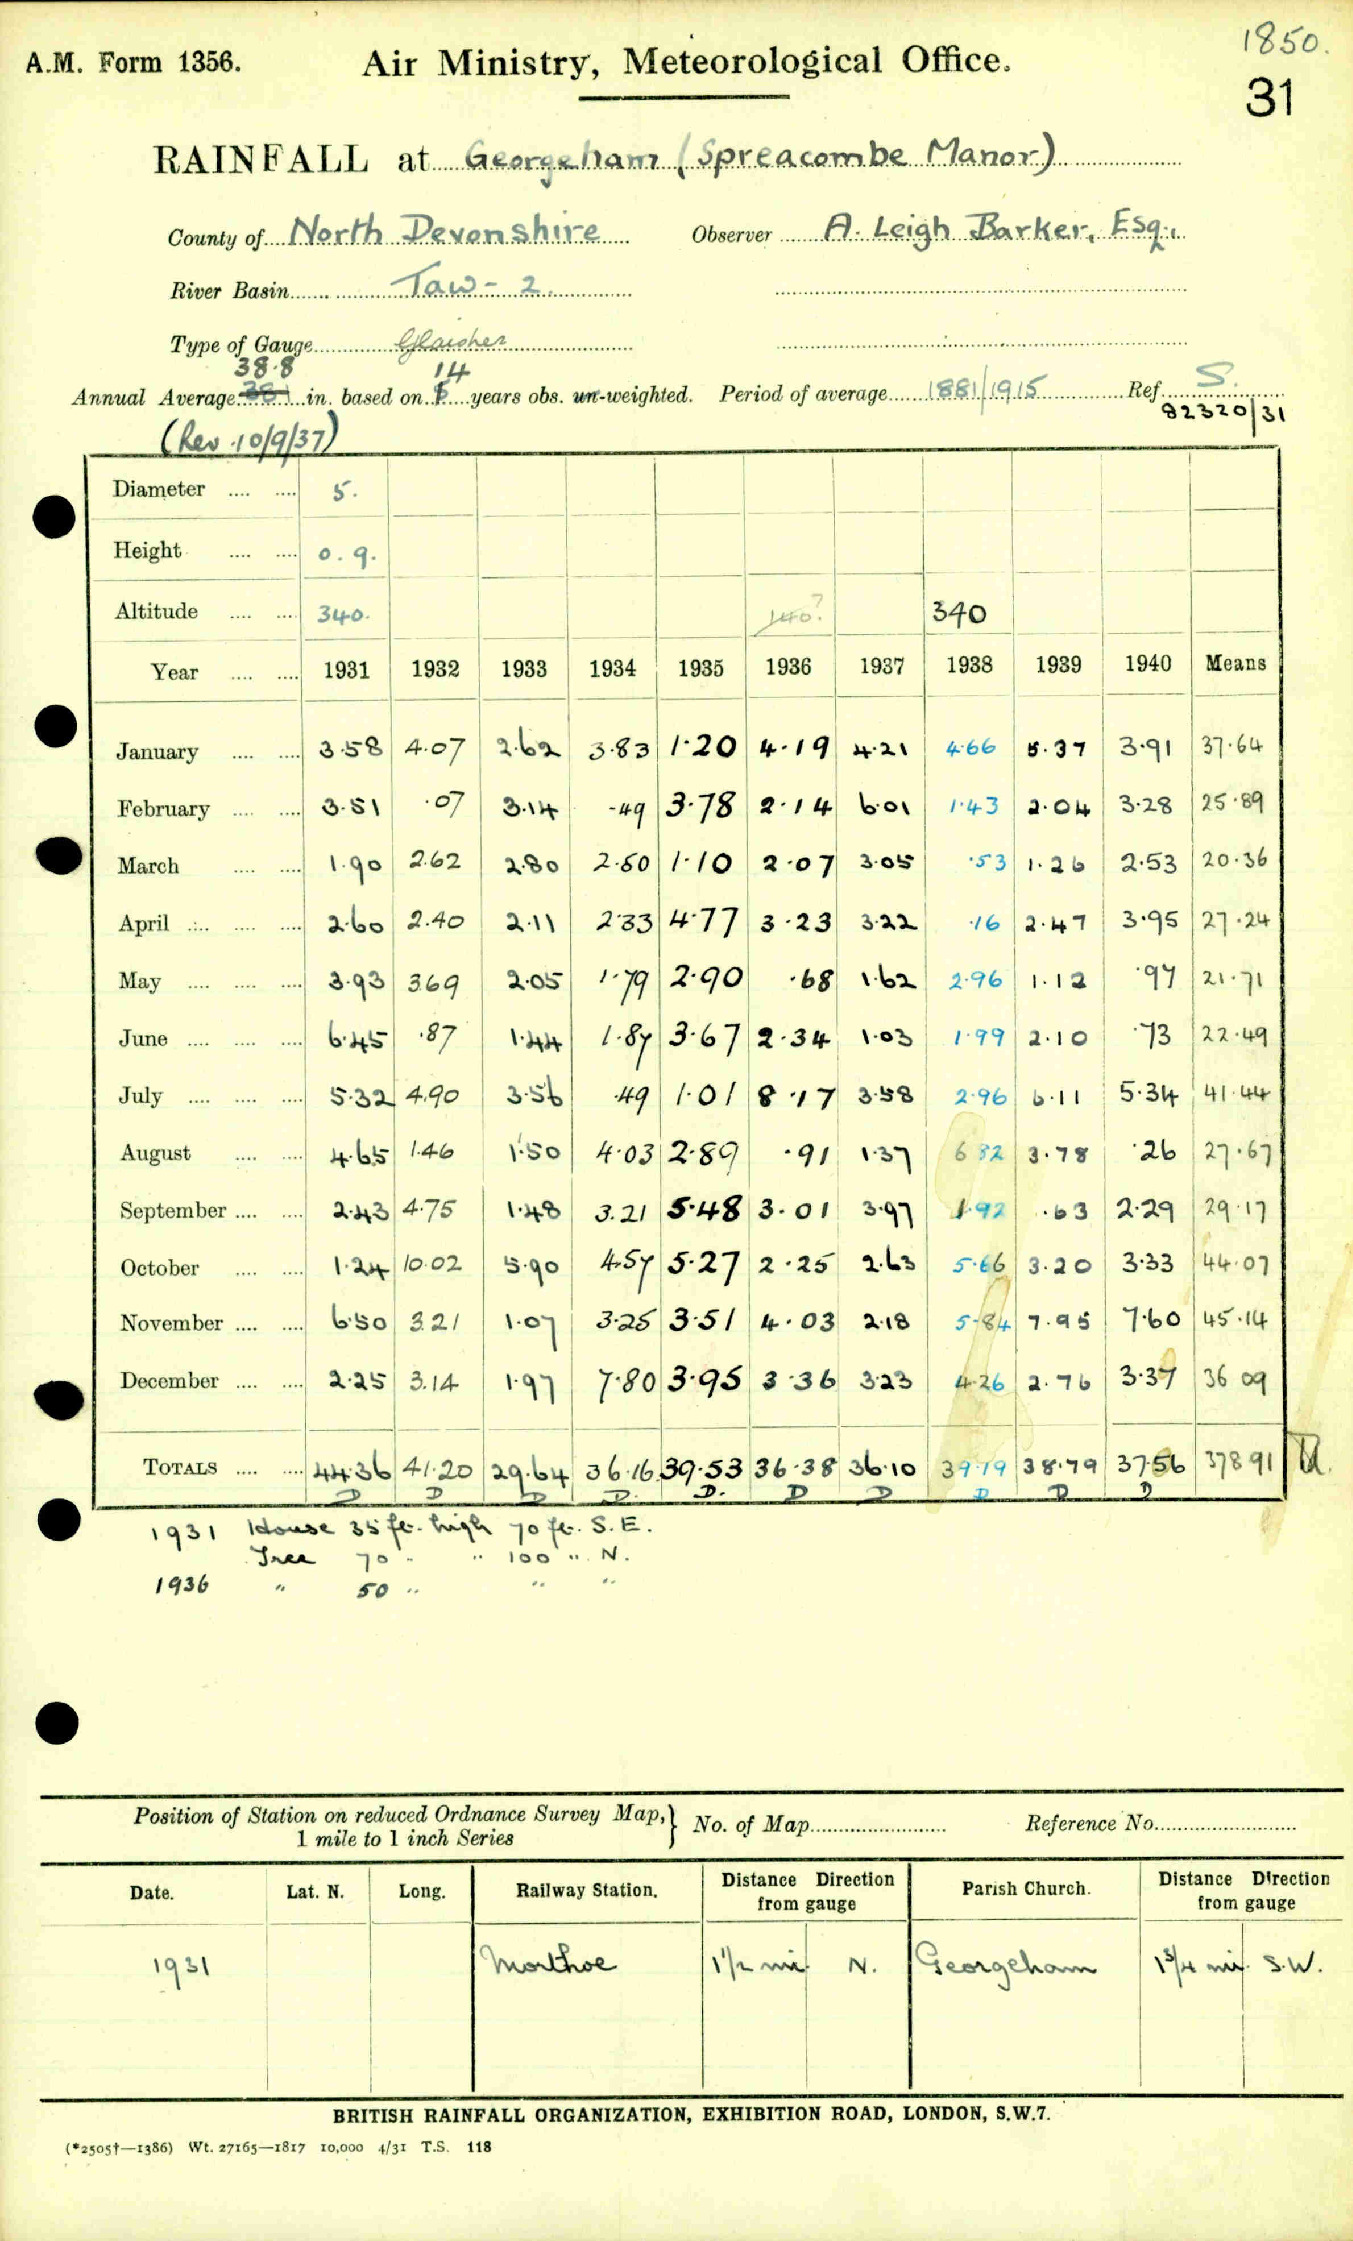 1850.
A.M. Form 1356. Air Ministry, Meteorological Office.
31
RAINFALL at Georgeham (Spreacombe Manor)
County of North Devonshire Observer A. Leigh Barker, Esq.,
River Basin Taw - 2.
Type of Gauge Glaisher
38.8 14
Annual Average 381 in. based on years obs. un-weighted. Period of average 1881/1915 Ref. S.
82320/31
(Rev. 10/9/37)
Diameter .... .... 5.
Height .... .... 0.9.
Altitude .... .... 340. 140? 340
Year .... .... 1931 1932 1933 1934 1935 1936 1937 1938 1939 1940 Means
January .... .... 3.58 4.07 2.62 3.83 1.20 4.19 4.21 4.66 5.37 3.91 37.64
February .... .... 3.51 .07 3.14 .49 3.78 2.14 6.01 1.43 2.04 3.28 25.89
March .... .... 1.90 2.62 2.80 2.50 1.10 2.07 3.05 .53 1.26 2.53 20.36
April .... .... .... 2.60 2.40 2.11 2.33 4.77 3.23 3.22 .16 2.47 3.95 27.24
May .... .... .... 3.93 3.69 2.05 1.79 2.90 .68 1.62 2.96 1.12 .97 21.71
June .... .... .... 6.45 .87 1.44 1.87 3.67 2.34 1.03 1.99 2.10 .73 22.49
July .... .... .... 5.32 4.90 3.56 .49 1.01 8.17 3.58 2.96 6.11 5.34 41.44
August .... .... 4.65 1.46 1.50 4.03 2.89 .91 1.37 6.82 3.78 .26 27.67
September .... .... 2.43 4.75 1.48 3.21 5.48 3.01 3.97 1.92 .63 2.29 29.17
October .... .... 1.24 10.02 5.90 4.57 5.27 2.25 2.63 5.66 3.20 3.33 44.07
November .... .... 6.50 3.21 1.07 3.25 3.51 4.03 2.18 5.84 7.95 7.60 45.14
December .... .... 2.25 3.14 1.97 7.80 3.95 3.36 3.23 4.26 2.76 3.37 36 09
TOTALS .... .... 44.36 41.20 29.64 36.16 39.53 36.38 36.10 39.19 38.79 37.56 378 91
D D D D. D. D D D D D
1931 House 35 ft. high 70 ft. S.E.
Tree 70 " " 100 " N.
1936 " 50 " " "
Position of Station on reduced Ordnance Survey Map,} No. of Map Reference No.
1 mile to 1 inch Series
Date. Lat. N. Long. Railway Station. Distance Direction from gauge Parish Church. Distance Direction from gauge
1931 Morthoe 1½ mi. N. Georgeham 1¾ mi. S.W.
BRITISH RAINFALL ORGANIZATION, EXHIBITION ROAD, LONDON, S.W.7.
(*2505†—1386) Wt. 27165—1817 10,000 4/31 T.S. 118